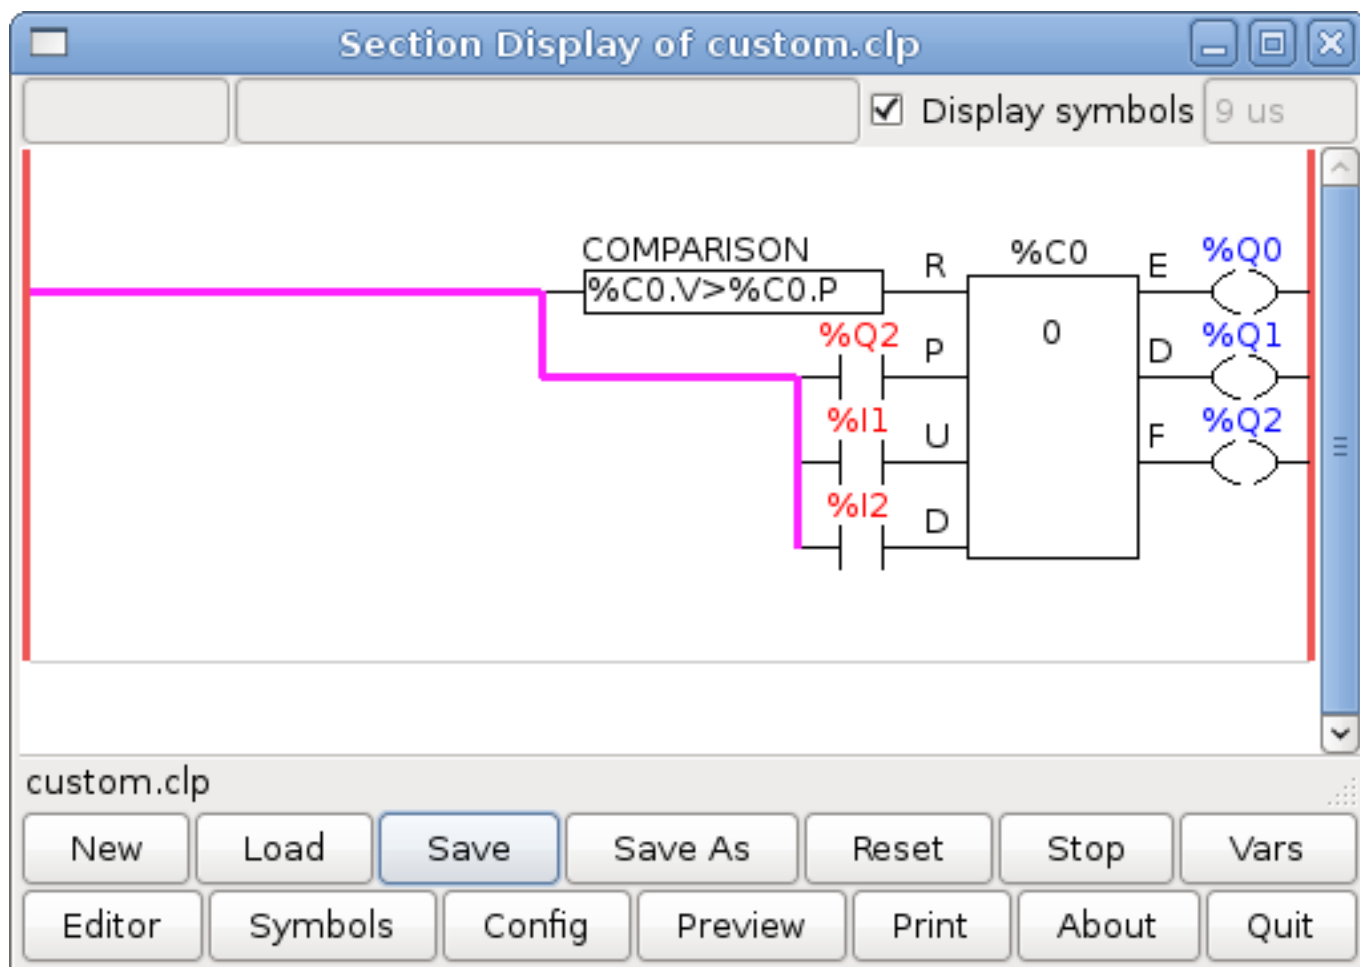 Section Display of custom.clp
Display symbols 9 us
COMPARISON R %C0 E %Q0
%C0.V>%C0.P
%Q2 P 0 D %Q1
%I1 U F %Q2
%I2 D
custom.clp
New Load Save Save As Reset Stop Vars
Editor Symbols Config Preview Print About Quit